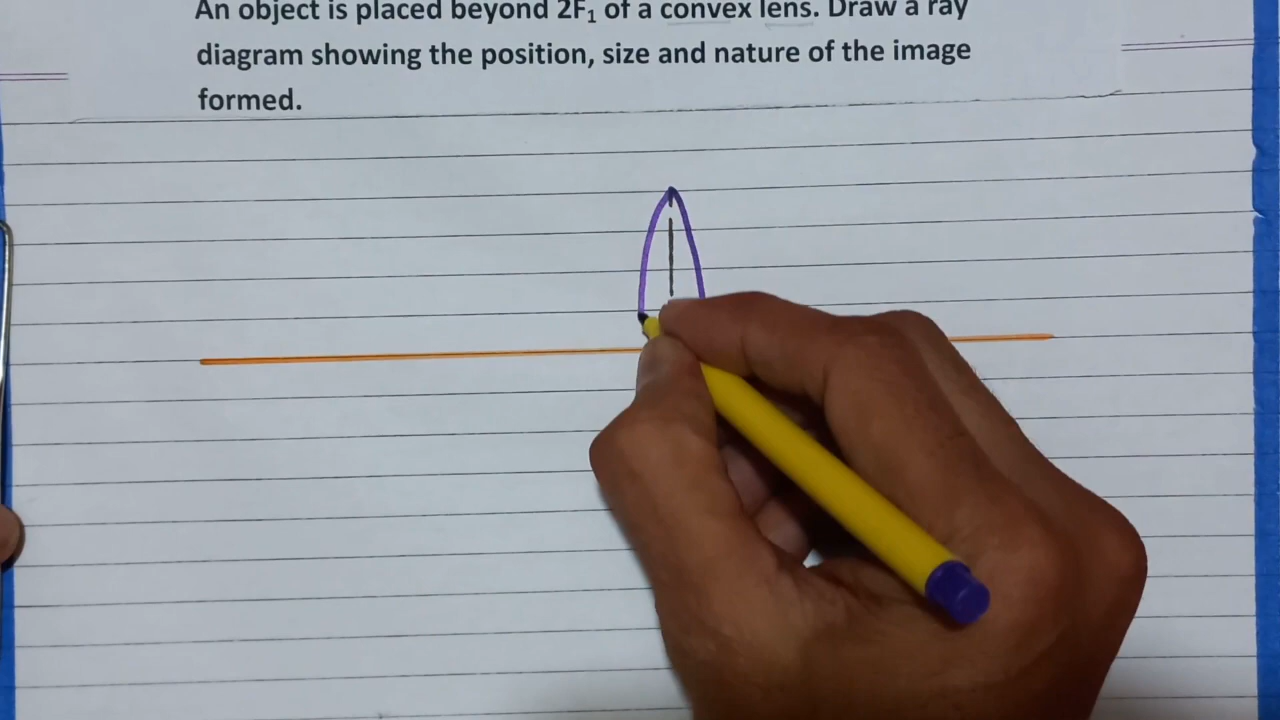 An object is placed beyond 2F₁ of a convex lens. Draw a ray
diagram showing the position, size and nature of the image
formed.